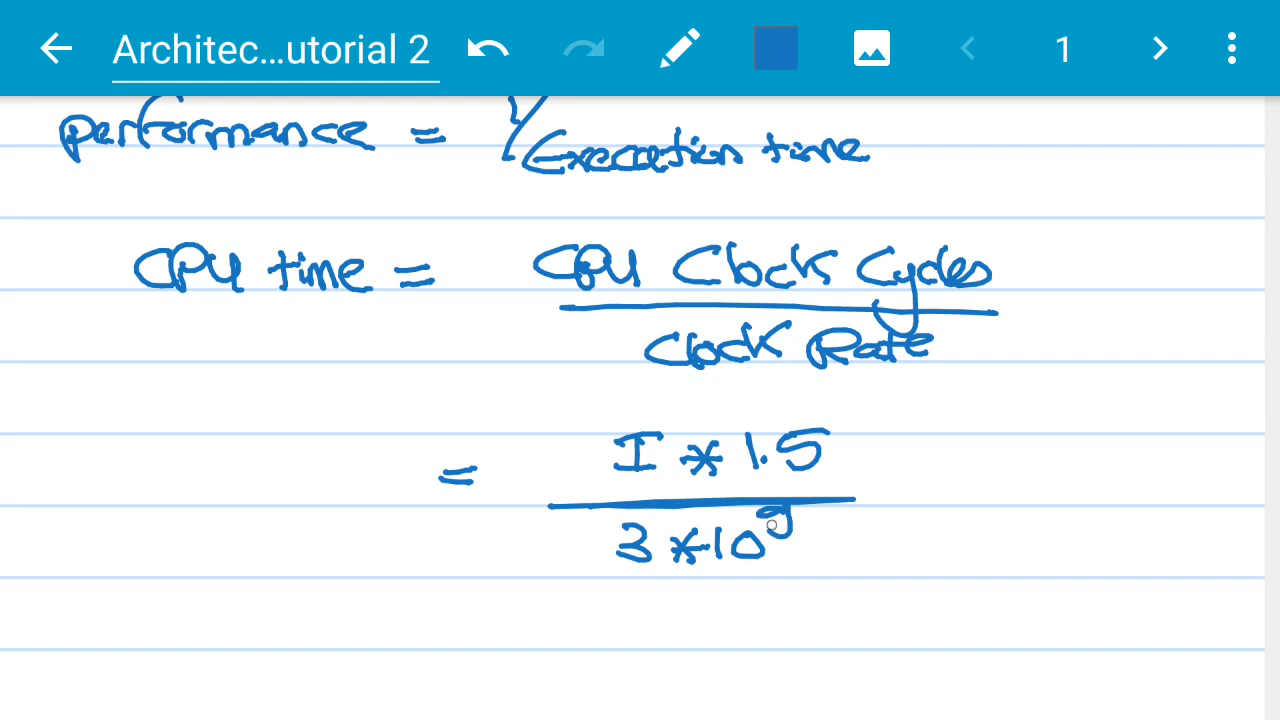 Architec...utorial 2
1
performance = 1/Execution time
CPU time = CPU Clock Cycles
Clock Rate
= I * 1.5
3 * 10^9